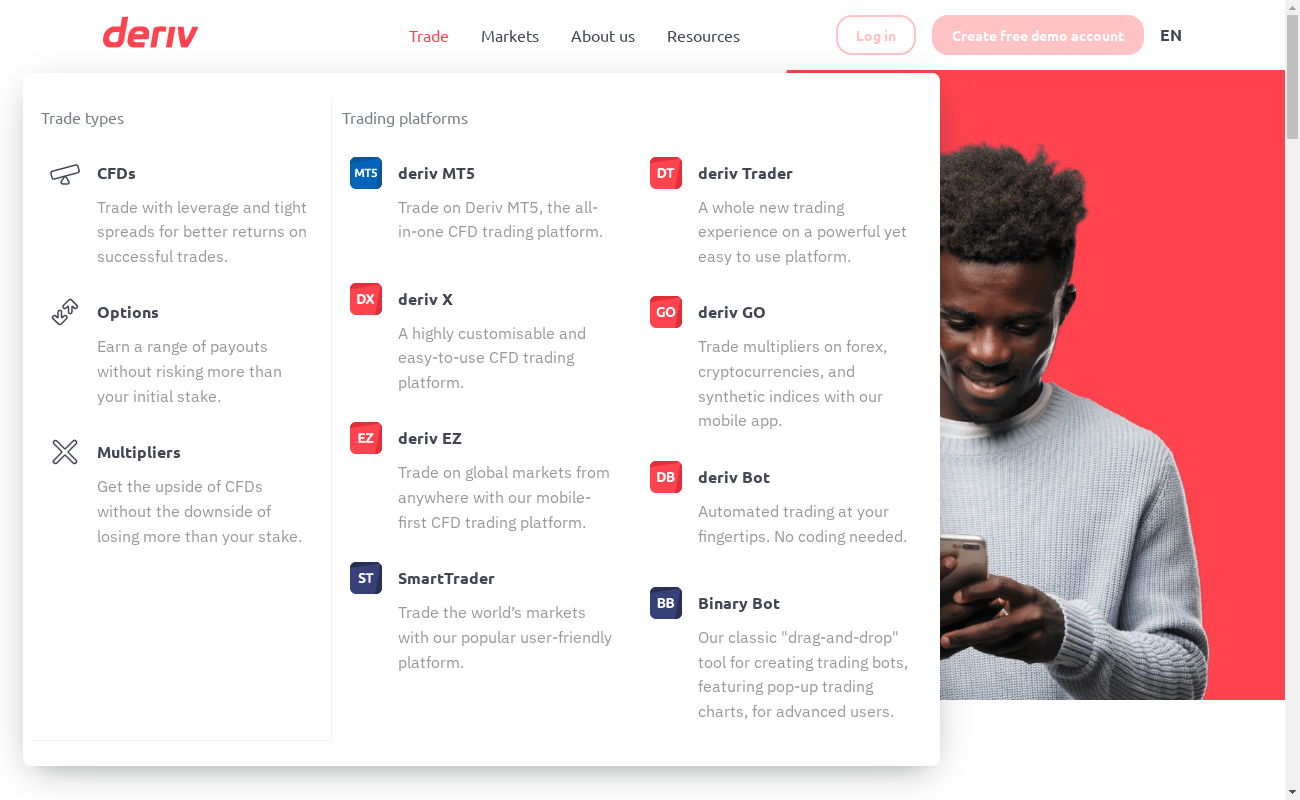 deriv
Trade
Markets
About us
Resources
Log in
Create free demo account
EN
Trade types
CFDs
Trade with leverage and tight
spreads for better returns on
successful trades.
Options
Earn a range of payouts
without risking more than
your initial stake.
Multipliers
Get the upside of CFDs
without the downside of
losing more than your stake.
Trading platforms
MT5
deriv MT5
Trade on Deriv MT5, the all-
in-one CFD trading platform.
DX
deriv X
A highly customisable and
easy-to-use CFD trading
platform.
EZ
deriv EZ
Trade on global markets from
anywhere with our mobile-
first CFD trading platform.
ST
SmartTrader
Trade the world’s markets
with our popular user-friendly
platform.
DT
deriv Trader
A whole new trading
experience on a powerful yet
easy to use platform.
GO
deriv GO
Trade multipliers on forex,
cryptocurrencies, and
synthetic indices with our
mobile app.
DB
deriv Bot
Automated trading at your
fingertips. No coding needed.
BB
Binary Bot
Our classic "drag-and-drop"
tool for creating trading bots,
featuring pop-up trading
charts, for advanced users.